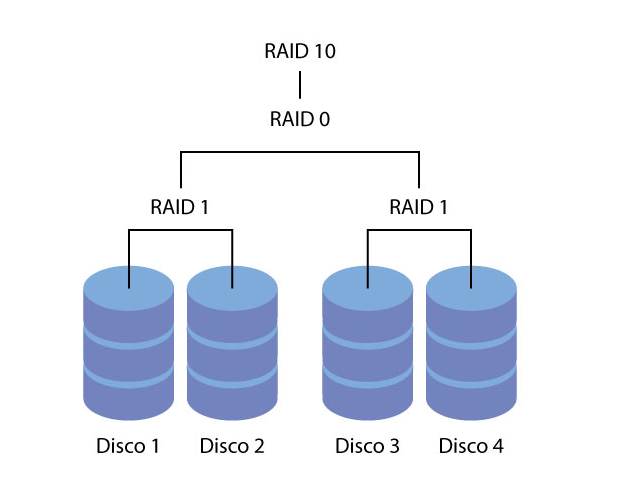 RAID 10
RAID 0
RAID 1
RAID 1
Disco 1
Disco 2
Disco 3
Disco 4